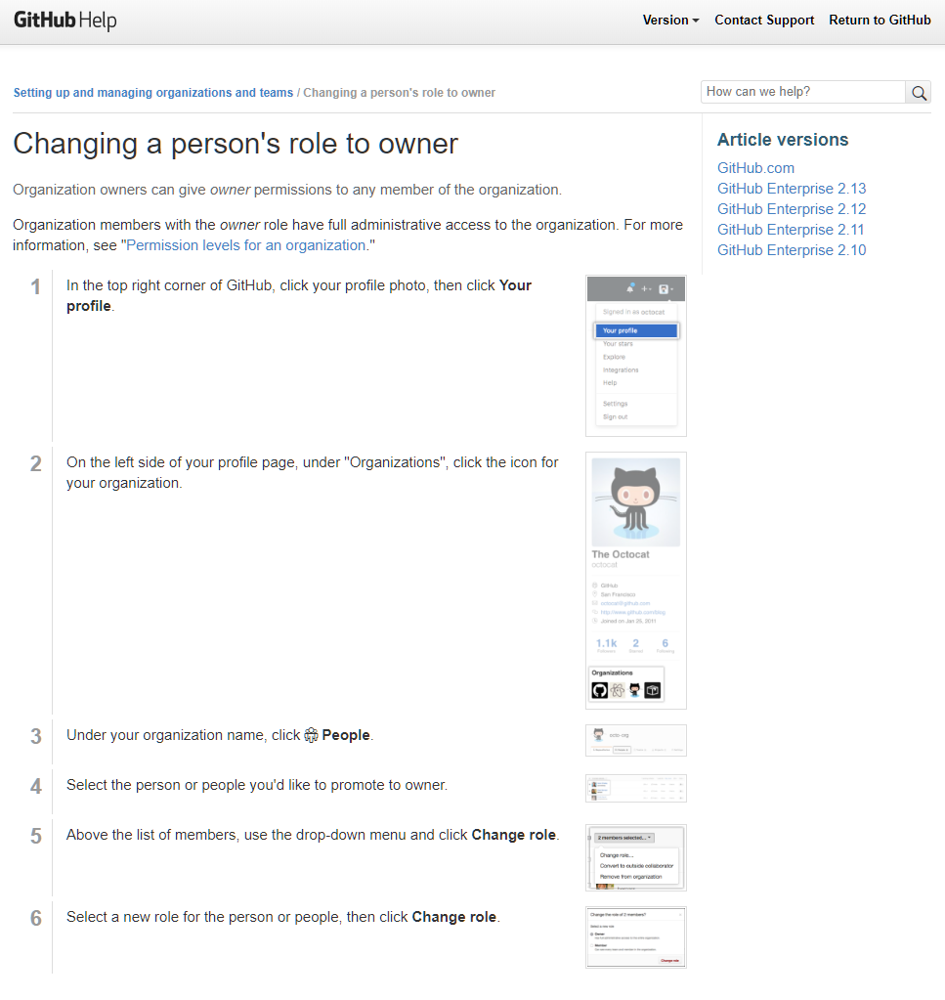 GitHub Help
Version
Contact Support
Return to GitHub
Setting up and managing organizations and teams / Changing a person's role to owner
How can we help?
Changing a person's role to owner
Organization owners can give owner permissions to any member of the organization.
Organization members with the owner role have full administrative access to the organization. For more
information, see "Permission levels for an organization."
Article versions
GitHub.com
GitHub Enterprise 2.13
GitHub Enterprise 2.12
GitHub Enterprise 2.11
GitHub Enterprise 2.10
1
In the top right corner of GitHub, click your profile photo, then click Your
profile.
Signed in as octocat
Your profile
Your stars
Explore
Integrations
Help
Settings
Sign out
2
On the left side of your profile page, under "Organizations", click the icon for
your organization.
The Octocat
octocat
GitHub
San Francisco
octocat@github.com
http://www.github.com/blog
Joined on Jan 25, 2011
1.1k 2 6
Followers Starred Following
Organizations
3
Under your organization name, click People.
octo-org
4
Select the person or people you'd like to promote to owner.
5
Above the list of members, use the drop-down menu and click Change role.
2 members selected...
Change role...
Convert to outside collaborator
Remove from organization
6
Select a new role for the person or people, then click Change role.
Change the role of 2 members?
Select a new role
Owner
Member
Change role